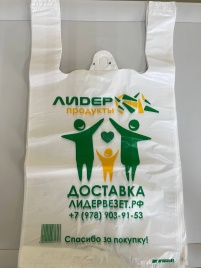 ЛИДЕР
продукты
ДОСТАВКА
ЛИДЕРВЕЗЕТ.РФ
+7 (978) 903-91-53
Спасибо за покупку!